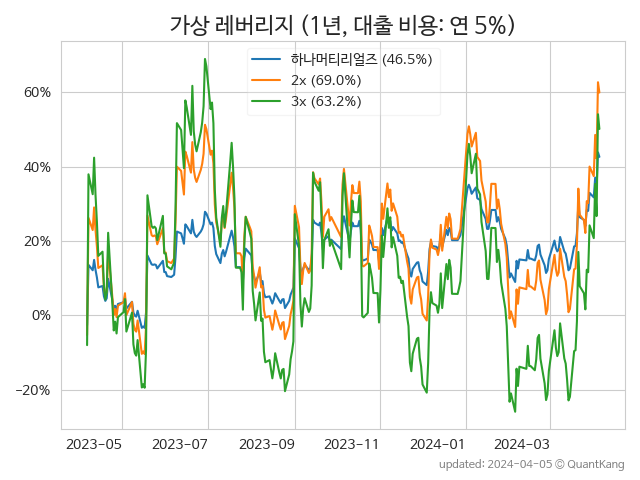 가상 레버리지 (1년, 대출 비용: 연 5%)
하나머티리얼즈 (46.5%)
2x (69.0%)
3x (63.2%)
60%
40%
20%
0%
−20%
2023-05
2023-07
2023-09
2023-11
2024-01
2024-03
updated: 2024-04-05 © QuantKang